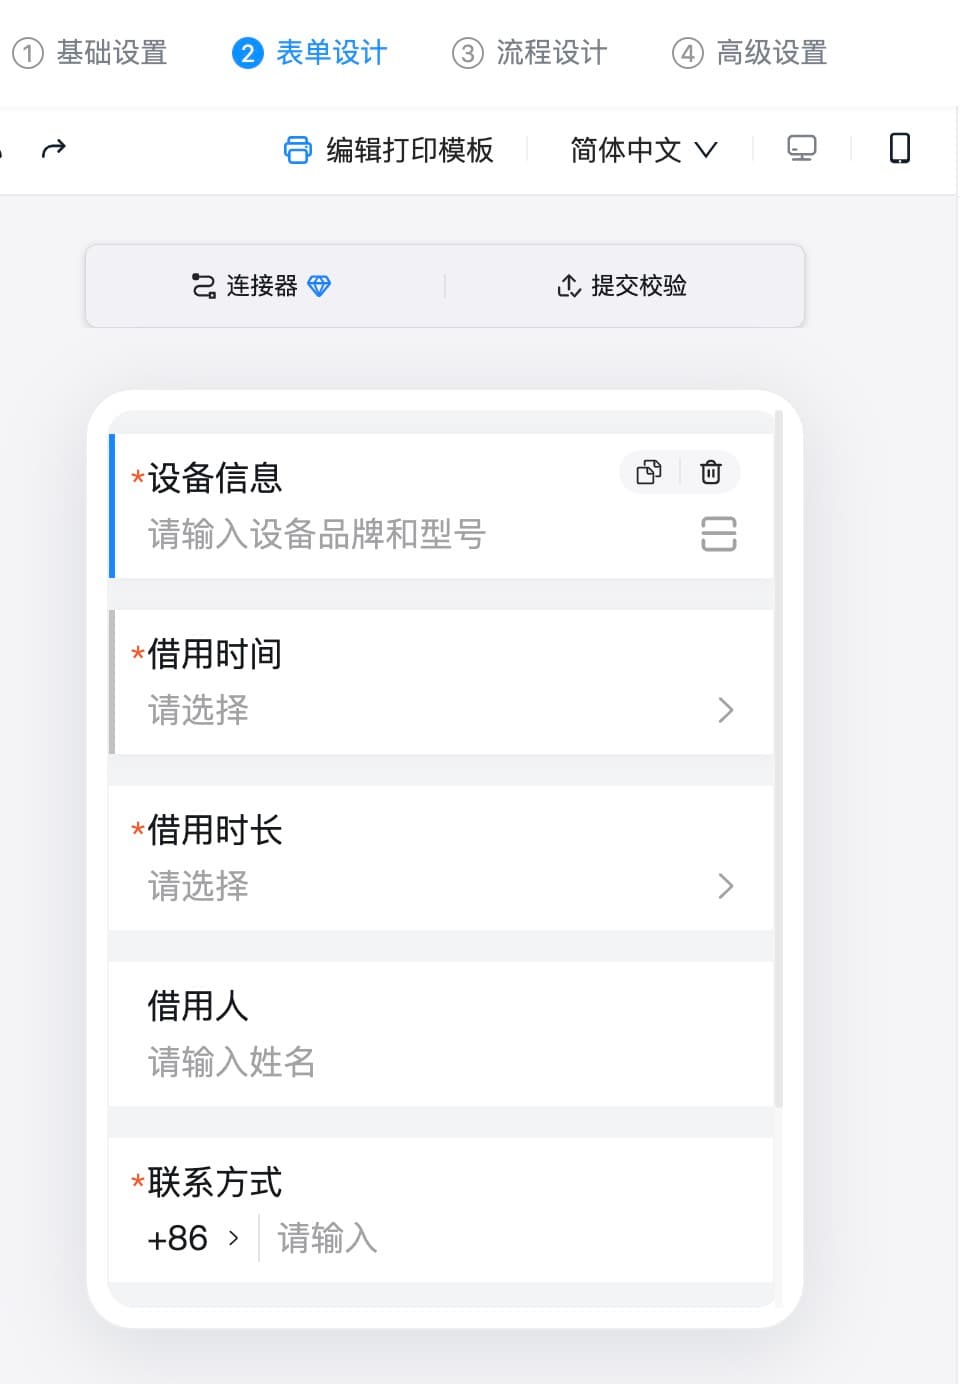 1 基础设置 2 表单设计 3 流程设计 4 高级设置
编辑打印模板 简体中文
连接器 提交校验
*设备信息
请输入设备品牌和型号
*借用时间
请选择
*借用时长
请选择
借用人
请输入姓名
*联系方式
+86 请输入